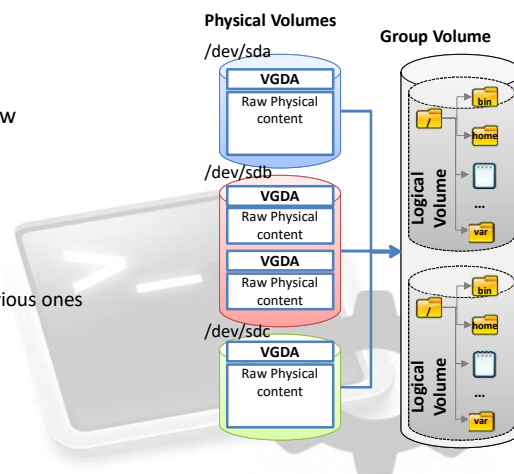 Physical Volumes
Group Volume
/dev/sda
VGDA
Raw Physical
content
w
/dev/sdb
VGDA
Raw Physical
content
VGDA
Raw Physical
content
vious ones
/dev/sdc
VGDA
Raw Physical
content
Logical
Volume
/
bin
home
...
var
Logical
Volume
/
bin
home
...
var
>_